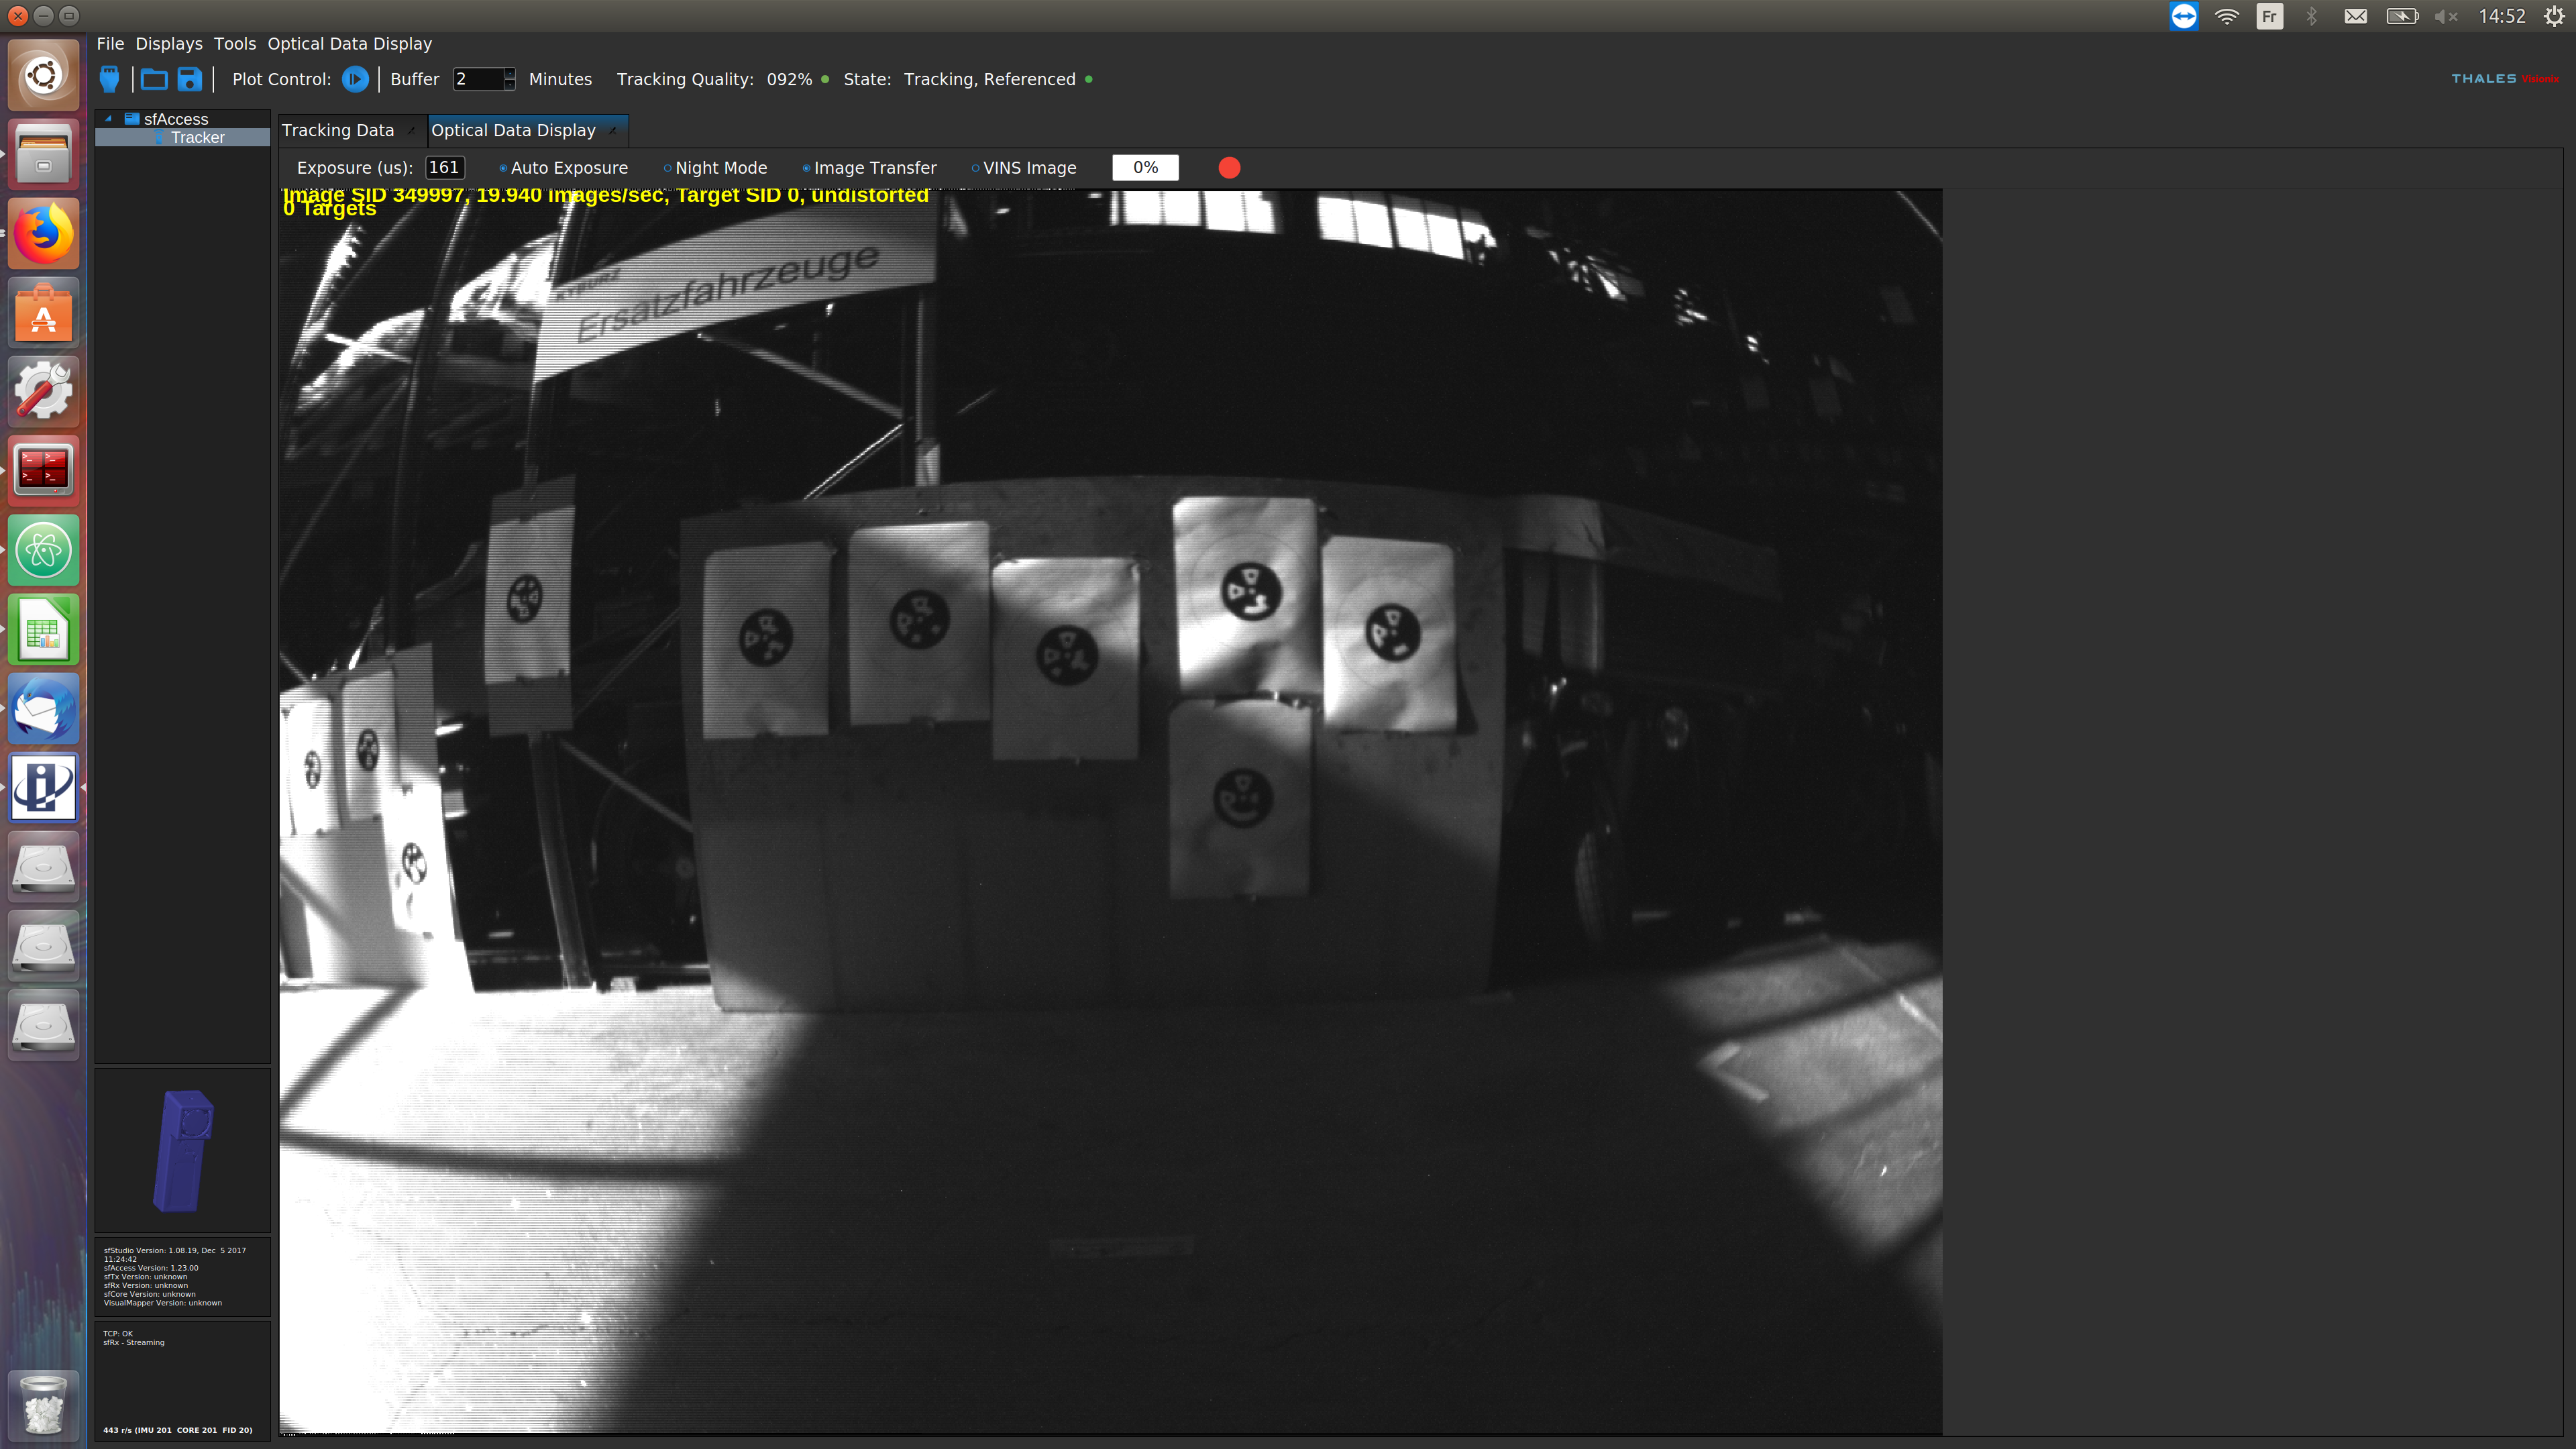 14:52
Fr
File Displays Tools Optical Data Display
Plot Control: Buffer 2 Minutes Tracking Quality: 092% State: Tracking, Referenced
THALES Visionix
sfAccess
Tracker
Tracking Data Optical Data Display
Exposure (us): 161 Auto Exposure Night Mode Image Transfer VINS Image 0%
Image SID 349997, 19.940 Images/sec, Target SID 0, undistorted
0 Targets
KYBURZ
Ersatzfahrzeuge
sfStudio Version: 1.08.19, Dec 5 2017
11:24:42
sfAccess Version: 1.23.00
sfTx Version: unknown
sfRx Version: unknown
sfCore Version: unknown
VisualMapper Version: unknown
TCP: OK
sfRx - Streaming
443 r/s (IMU 201 CORE 201 FID 20)